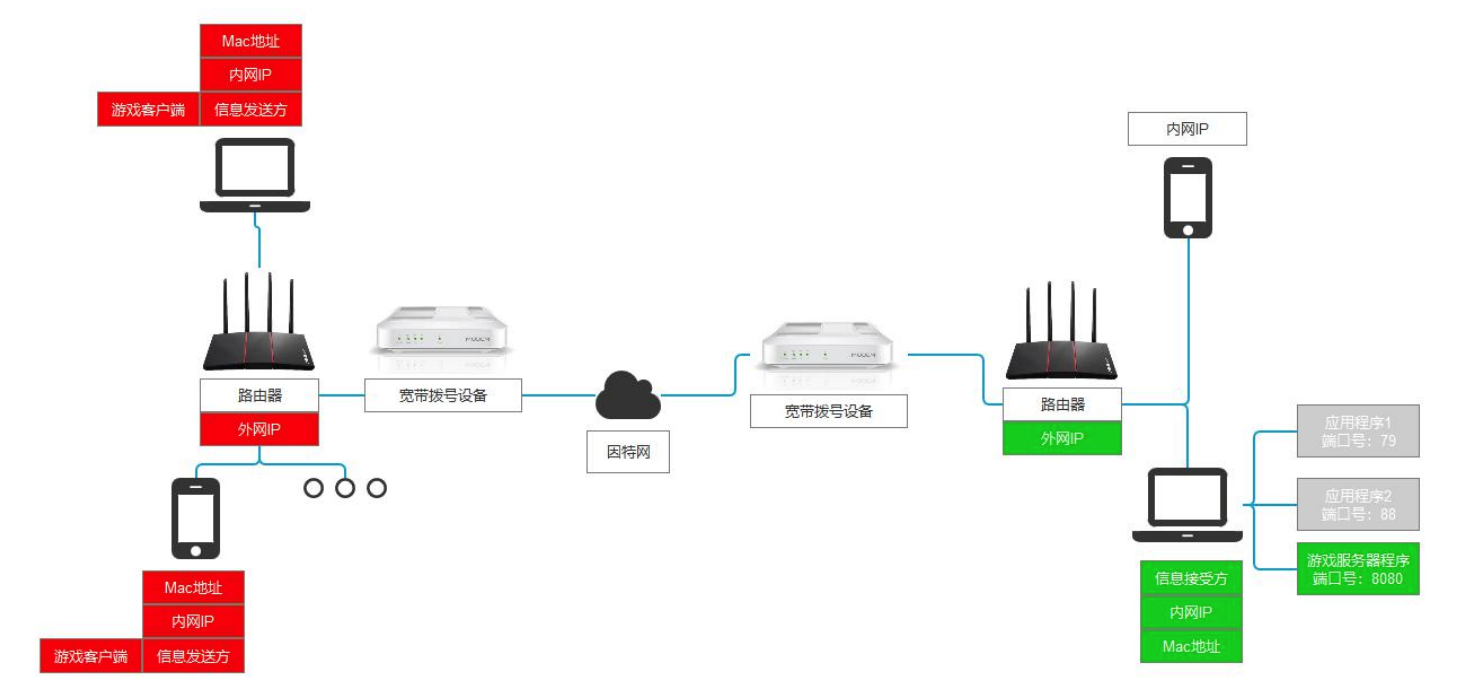 Mac地址
内网IP
游戏客户端
信息发送方
内网IP
MODEM
MODEM
路由器
宽带拨号设备
外网IP
因特网
宽带拨号设备
路由器
外网IP
应用程序1
端口号：79
应用程序2
端口号：88
游戏服务器程序
端口号：8080
信息接受方
内网IP
Mac地址
Mac地址
内网IP
游戏客户端
信息发送方